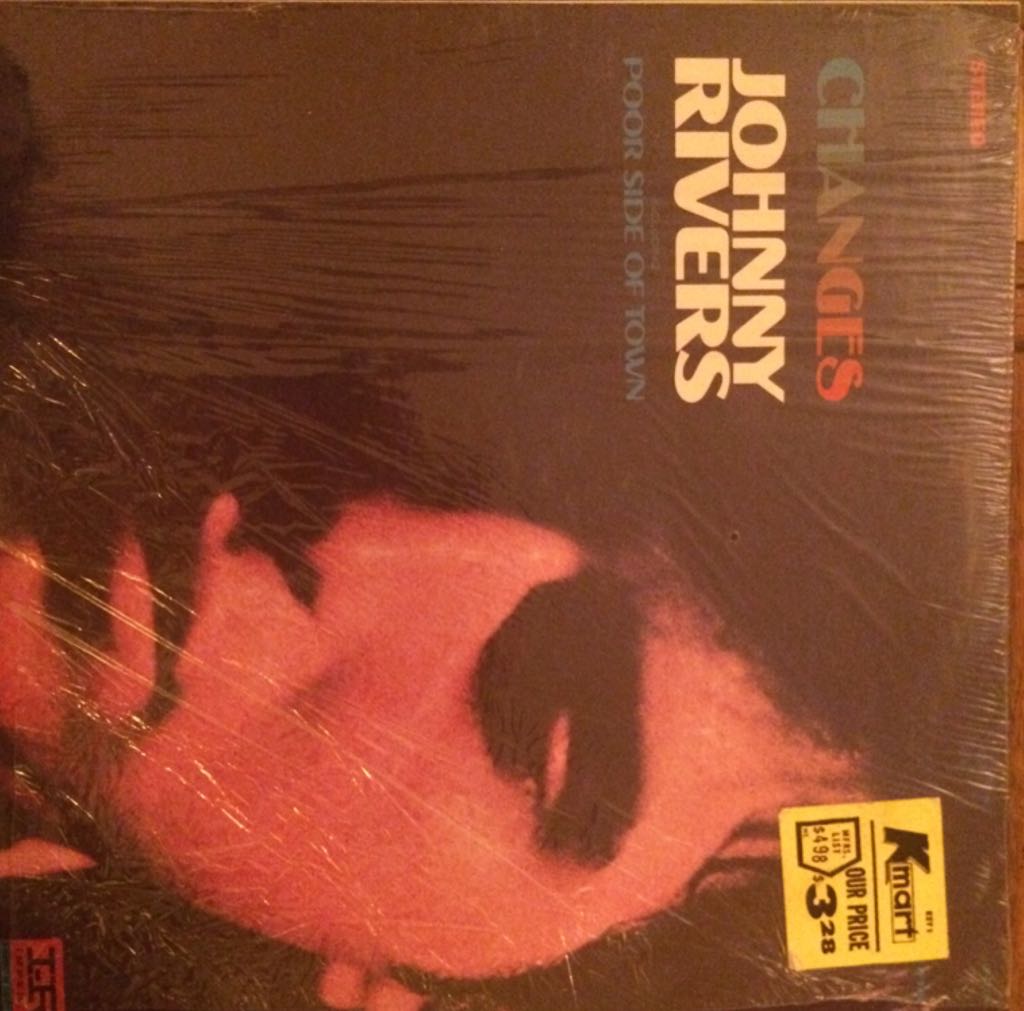 STEREO
CHANGES
JOHNNY
RIVERS
POOR SIDE OF TOWN
Kmart
OUR PRICE
$3 28
MFRS.
LIST
$4.98